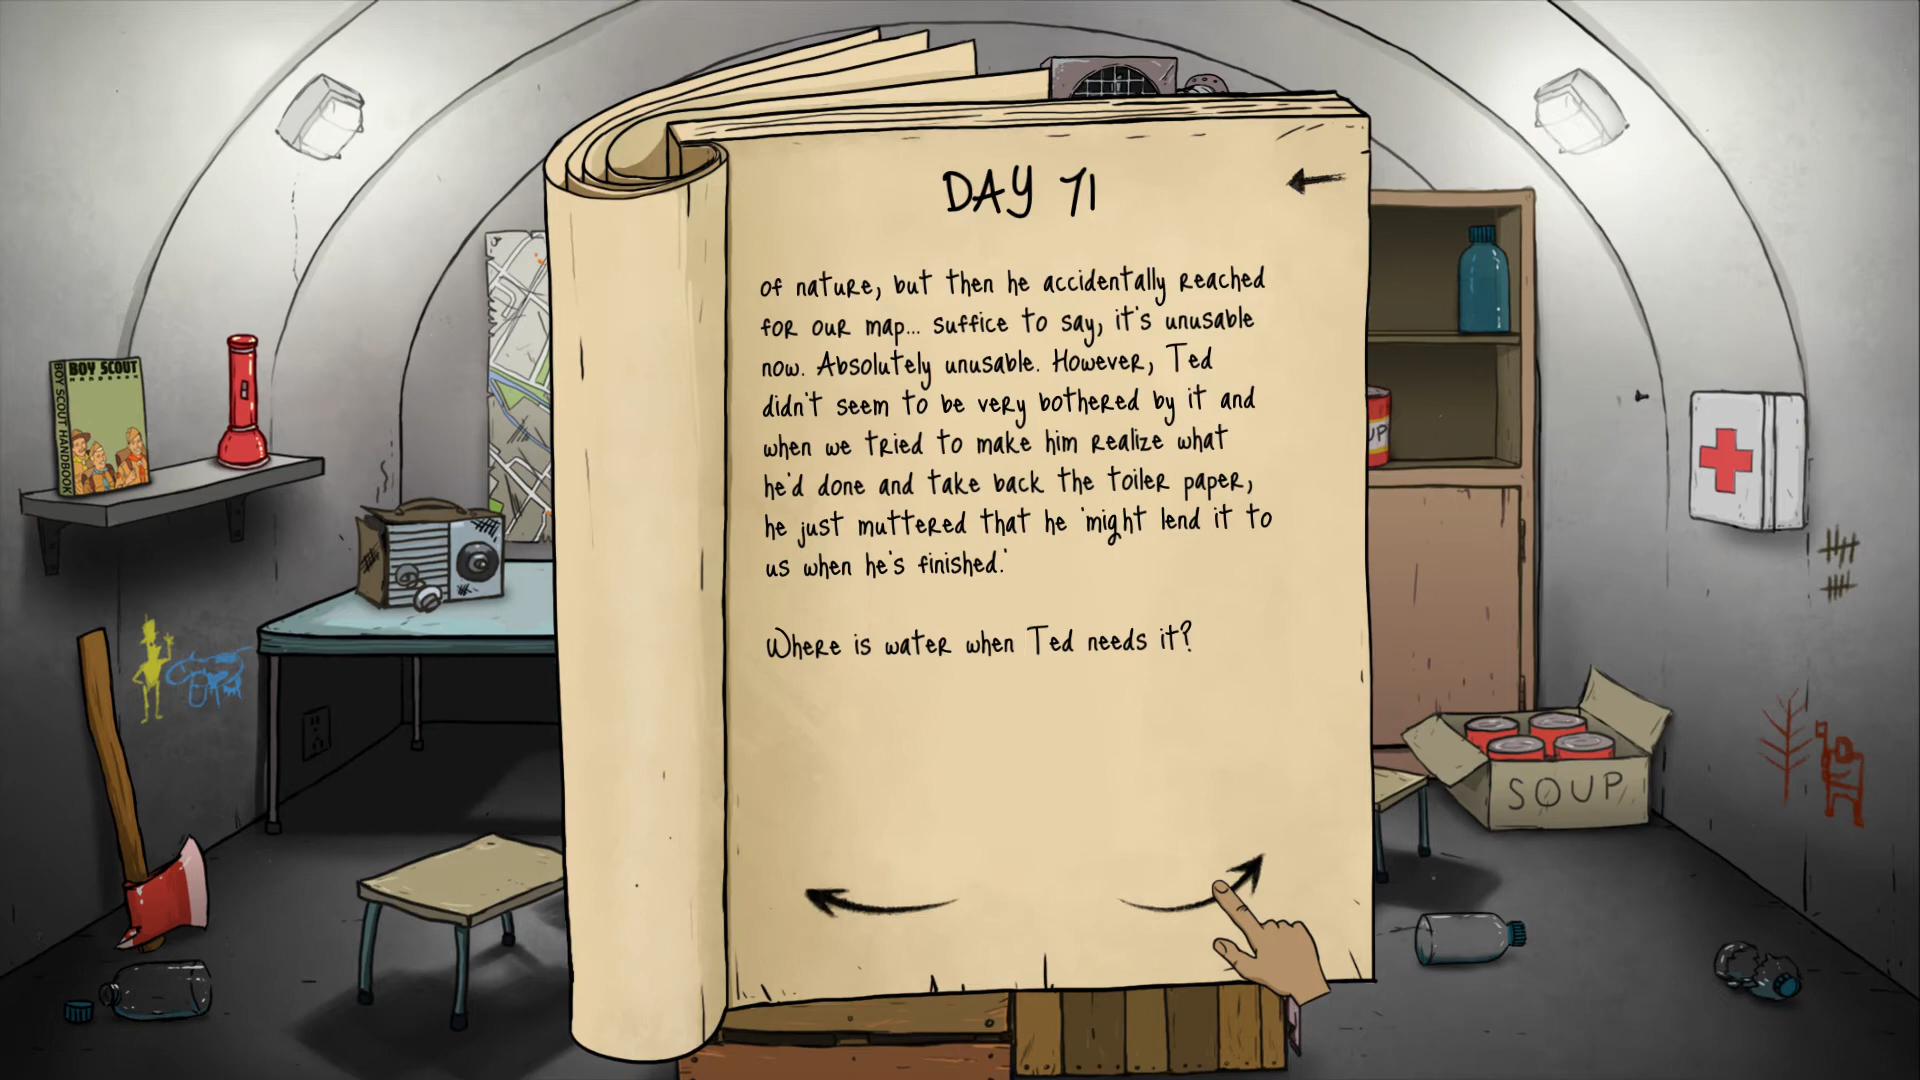 BOY SCOUT
HANDBOOK
BOY SCOUT HANDBOOK
DAY 71
of nature, but then he accidentally reached
for our map... suffice to say, it's unusable
now. Absolutely unusable. However, Ted
didn't seem to be very bothered by it and
when we tried to make him realize what
he'd done and take back the toiler paper,
he just muttered that he 'might lend it to
us when he's finished.'
Where is water when Ted needs it?
UP
SOUP